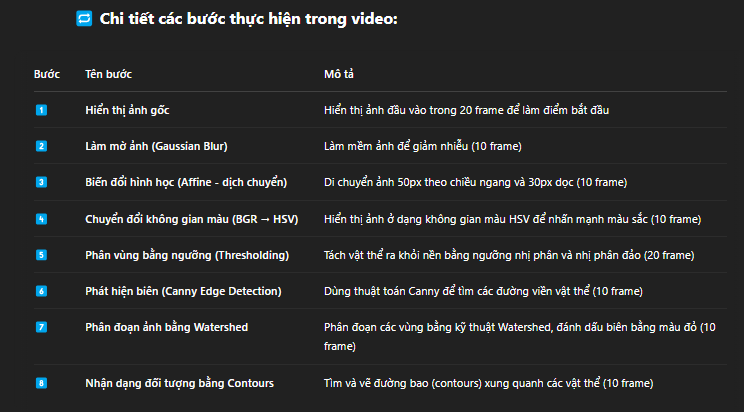 🔁 Chi tiết các bước thực hiện trong video:
Bước Tên bước Mô tả
1 Hiển thị ảnh gốc Hiển thị ảnh đầu vào trong 20 frame để làm điểm bắt đầu
2 Làm mờ ảnh (Gaussian Blur) Làm mềm ảnh để giảm nhiễu (10 frame)
3 Biến đổi hình học (Affine - dịch chuyển) Di chuyển ảnh 50px theo chiều ngang và 30px dọc (10 frame)
4 Chuyển đổi không gian màu (BGR → HSV) Hiển thị ảnh ở dạng không gian màu HSV để nhấn mạnh màu sắc (10 frame)
5 Phân vùng bằng ngưỡng (Thresholding) Tách vật thể ra khỏi nền bằng ngưỡng nhị phân và nhị phân đảo (20 frame)
6 Phát hiện biên (Canny Edge Detection) Dùng thuật toán Canny để tìm các đường viền vật thể (10 frame)
7 Phân đoạn ảnh bằng Watershed Phân đoạn các vùng bằng kỹ thuật Watershed, đánh dấu biên bằng màu đỏ (10
frame)
8 Nhận dạng đối tượng bằng Contours Tìm và vẽ đường bao (contours) xung quanh các vật thể (10 frame)